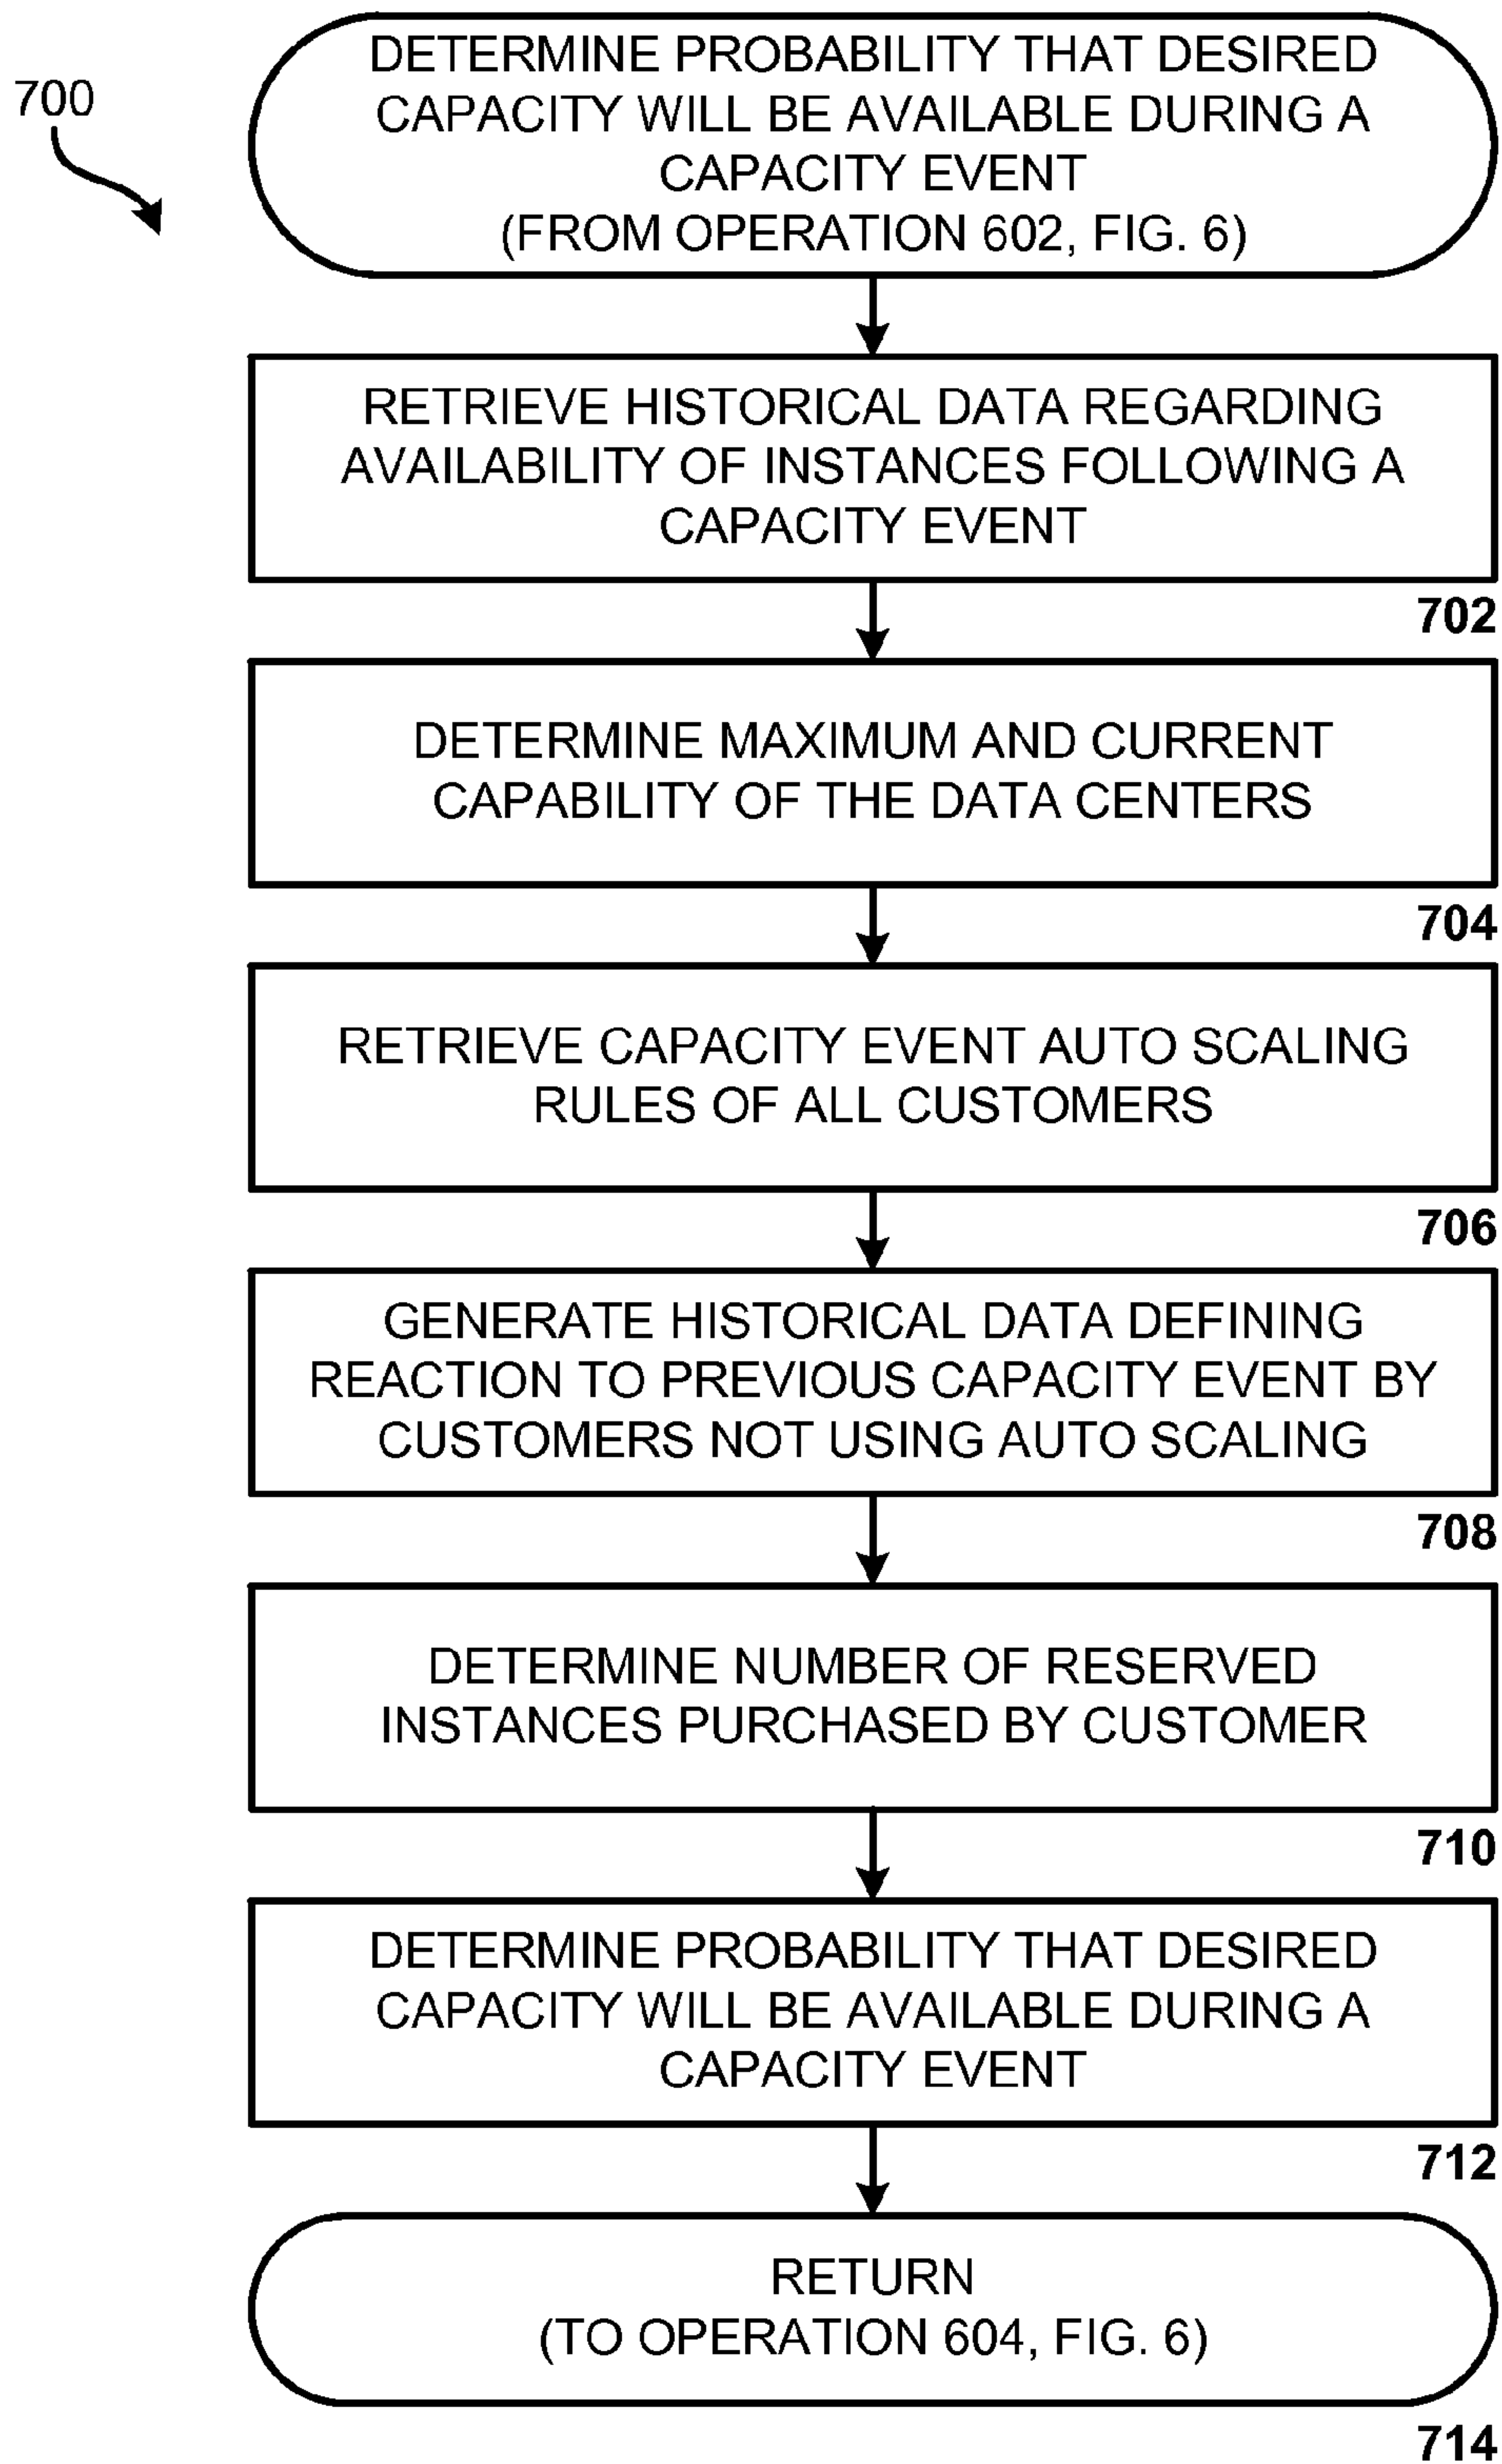 700
DETERMINE PROBABILITY THAT DESIRED
CAPACITY WILL BE AVAILABLE DURING A
CAPACITY EVENT
(FROM OPERATION 602, FIG. 6)
RETRIEVE HISTORICAL DATA REGARDING
AVAILABILITY OF INSTANCES FOLLOWING A
CAPACITY EVENT
702
DETERMINE MAXIMUM AND CURRENT
CAPABILITY OF THE DATA CENTERS
704
RETRIEVE CAPACITY EVENT AUTO SCALING
RULES OF ALL CUSTOMERS
706
GENERATE HISTORICAL DATA DEFINING
REACTION TO PREVIOUS CAPACITY EVENT BY
CUSTOMERS NOT USING AUTO SCALING
708
DETERMINE NUMBER OF RESERVED
INSTANCES PURCHASED BY CUSTOMER
710
DETERMINE PROBABILITY THAT DESIRED
CAPACITY WILL BE AVAILABLE DURING A
CAPACITY EVENT
712
RETURN
(TO OPERATION 604, FIG. 6)
714